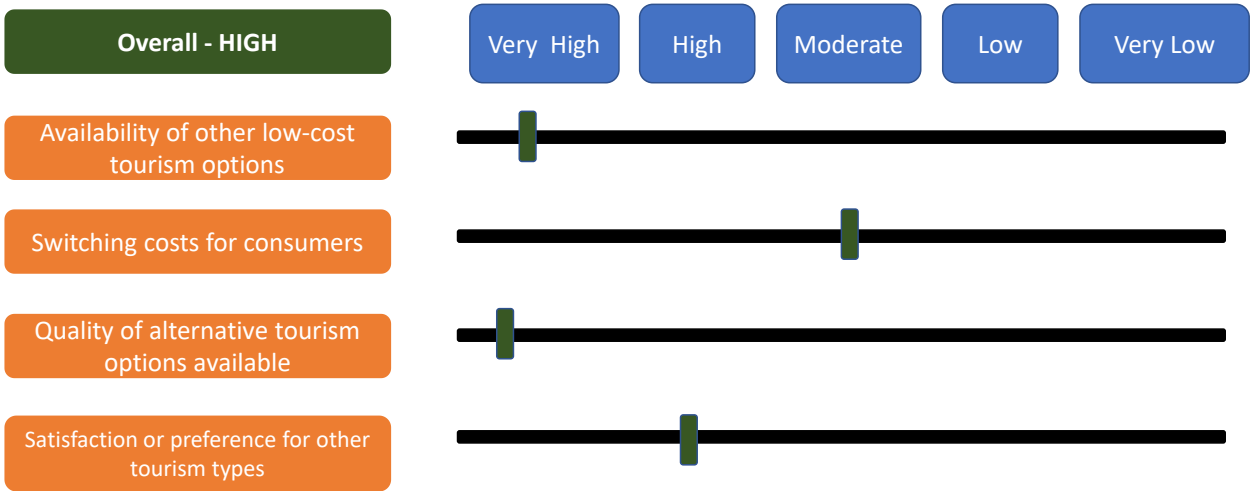 Overall - HIGH
Very High
High
Moderate
Low
Very Low
Availability of other low-cost
tourism options
Switching costs for consumers
Quality of alternative tourism
options available
Satisfaction or preference for other
tourism types